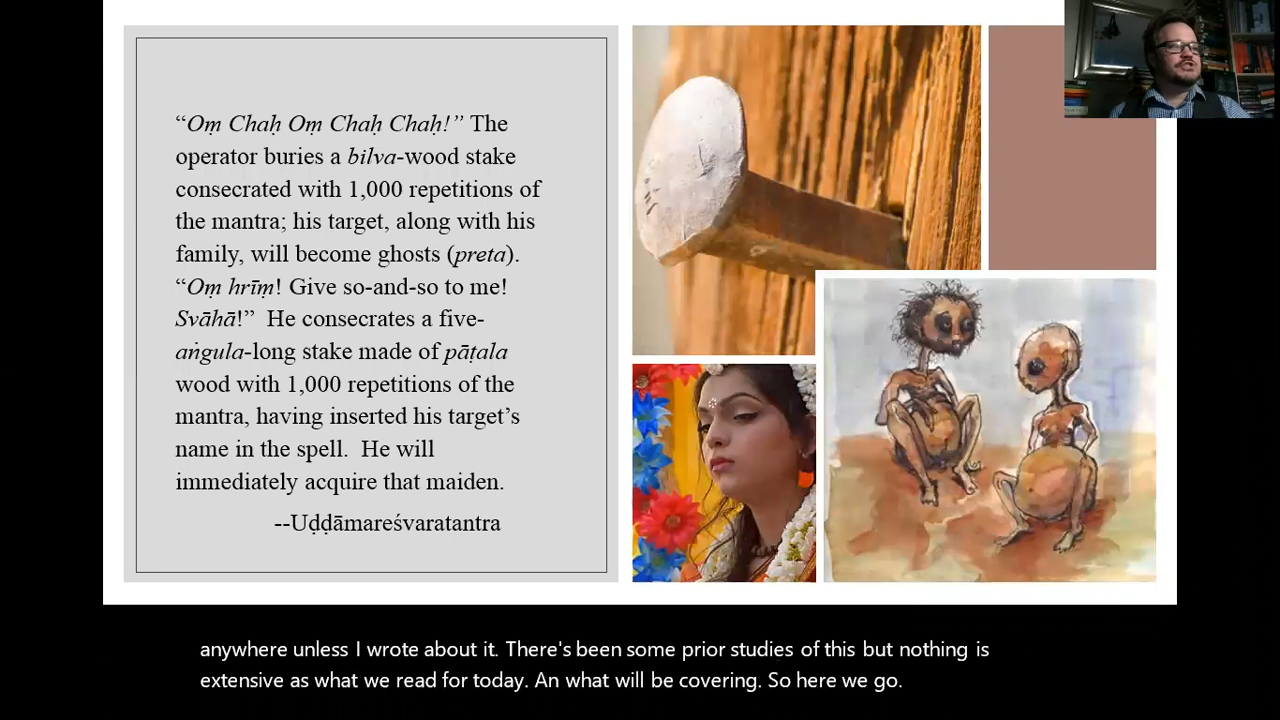 “Oṃ Chaḥ Oṃ Chaḥ Chaḥ!” The
operator buries a bilva-wood stake
consecrated with 1,000 repetitions of
the mantra; his target, along with his
family, will become ghosts (preta).
“Oṃ hrīṃ! Give so-and-so to me!
Svāhā!”  He consecrates a five-
aṅgula-long stake made of pāṭala
wood with 1,000 repetitions of the
mantra, having inserted his target’s
name in the spell.  He will
immediately acquire that maiden.
--Uḍḍāmareśvaratantra
anywhere unless I wrote about it. There's been some prior studies of this but nothing is
extensive as what we read for today. An what will be covering. So here we go.